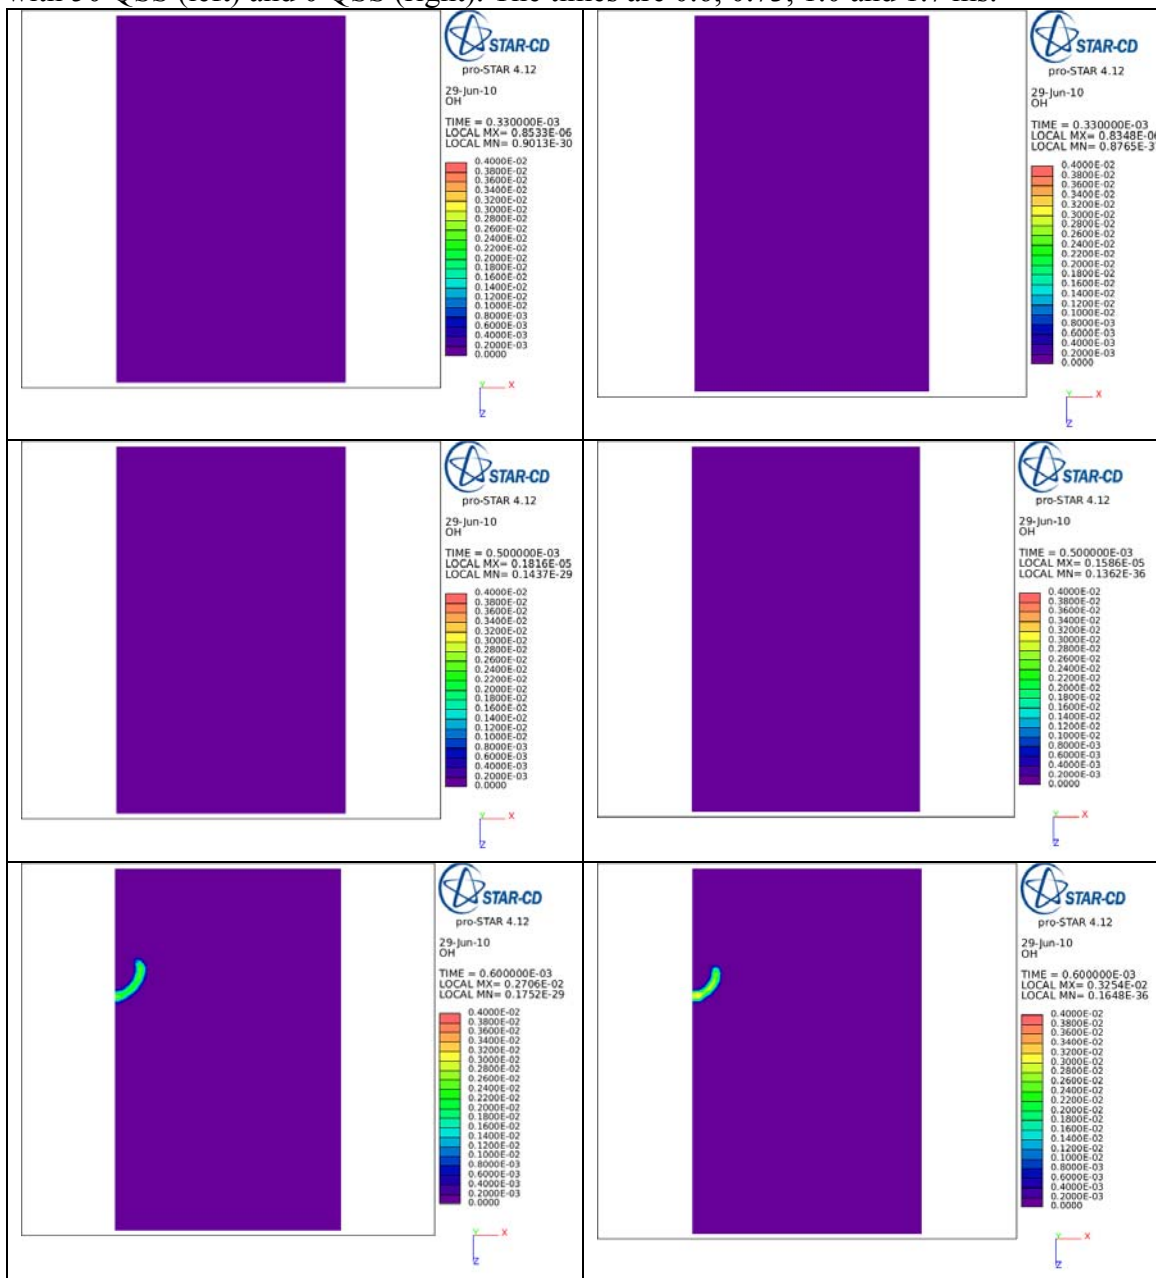 with QSS (left) and 0 QSS (right). The times are and ms.
STAR-CD
pro-STAR 4.12
29-Jun-10
OH
TIME = 0.330000E-03
LOCAL MX= 0.8533E-06
LOCAL MN= 0.9013E-30
0.4000E-02
0.3800E-02
0.3600E-02
0.3400E-02
0.3200E-02
0.3000E-02
0.2800E-02
0.2600E-02
0.2400E-02
0.2200E-02
0.2000E-02
0.1800E-02
0.1600E-02
0.1400E-02
0.1200E-02
0.1000E-02
0.8000E-03
0.6000E-03
0.4000E-03
0.2000E-03
0.0000
Y X
Z
STAR-CD
pro-STAR 4.12
29-Jun-10
OH
TIME = 0.330000E-03
LOCAL MX= 0.8348E-06
LOCAL MN=
0.4000E-02
0.3800E-02
0.3600E-02
0.3400E-02
0.3200E-02
0.3000E-02
0.2800E-02
0.2600E-02
0.2400E-02
0.2200E-02
0.2000E-02
0.1800E-02
0.1600E-02
0.1400E-02
0.1200E-02
0.1000E-02
0.8000E-03
0.6000E-03
0.4000E-03
0.2000E-03
0.0000
Y X
Z
STAR-CD
pro-STAR 4.12
29-Jun-10
OH
TIME = 0.500000E-03
LOCAL MX= 0.1816E-05
LOCAL MN= 0.1437E-29
0.4000E-02
0.3800E-02
0.3600E-02
0.3400E-02
0.3200E-02
0.3000E-02
0.2800E-02
0.2600E-02
0.2400E-02
0.2200E-02
0.2000E-02
0.1800E-02
0.1600E-02
0.1400E-02
0.1200E-02
0.1000E-02
0.8000E-03
0.6000E-03
0.4000E-03
0.2000E-03
0.0000
Y X
Z
STAR-CD
pro-STAR 4.12
29-Jun-10
OH
TIME = 0.500000E-03
LOCAL MX= 0.1586E-05
LOCAL MN= 0.1362E-36
0.4000E-02
0.3800E-02
0.3600E-02
0.3400E-02
0.3200E-02
0.3000E-02
0.2800E-02
0.2600E-02
0.2400E-02
0.2200E-02
0.2000E-02
0.1800E-02
0.1600E-02
0.1400E-02
0.1200E-02
0.1000E-02
0.8000E-03
0.6000E-03
0.4000E-03
0.2000E-03
0.0000
Y X
Z
STAR-CD
pro-STAR 4.12
29-Jun-10
OH
TIME = 0.600000E-03
LOCAL MX= 0.2706E-02
LOCAL MN= 0.1752E-29
0.4000E-02
0.3800E-02
0.3600E-02
0.3400E-02
0.3200E-02
0.3000E-02
0.2800E-02
0.2600E-02
0.2400E-02
0.2200E-02
0.2000E-02
0.1800E-02
0.1600E-02
0.1400E-02
0.1200E-02
0.1000E-02
0.8000E-03
0.6000E-03
0.4000E-03
0.2000E-03
0.0000
Y X
Z
STAR-CD
pro-STAR 4.12
29-Jun-10
OH
TIME = 0.600000E-03
LOCAL MX= 0.3254E-02
LOCAL MN= 0.1648E-36
0.4000E-02
0.3800E-02
0.3600E-02
0.3400E-02
0.3200E-02
0.3000E-02
0.2800E-02
0.2600E-02
0.2400E-02
0.2200E-02
0.2000E-02
0.1800E-02
0.1600E-02
0.1400E-02
0.1200E-02
0.1000E-02
0.8000E-03
0.6000E-03
0.4000E-03
0.2000E-03
0.0000
Y X
Z